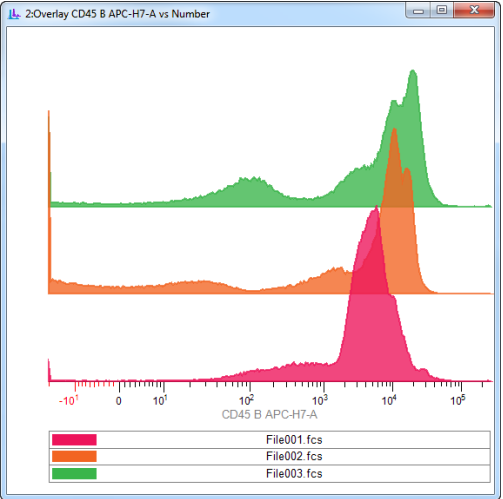 2:Overlay CD45 B APC-H7-A vs Number
-10¹ 0 10¹ 10² 10³ 10⁴ 10⁵
CD45 B APC-H7-A
File001.fcs
File002.fcs
File003.fcs